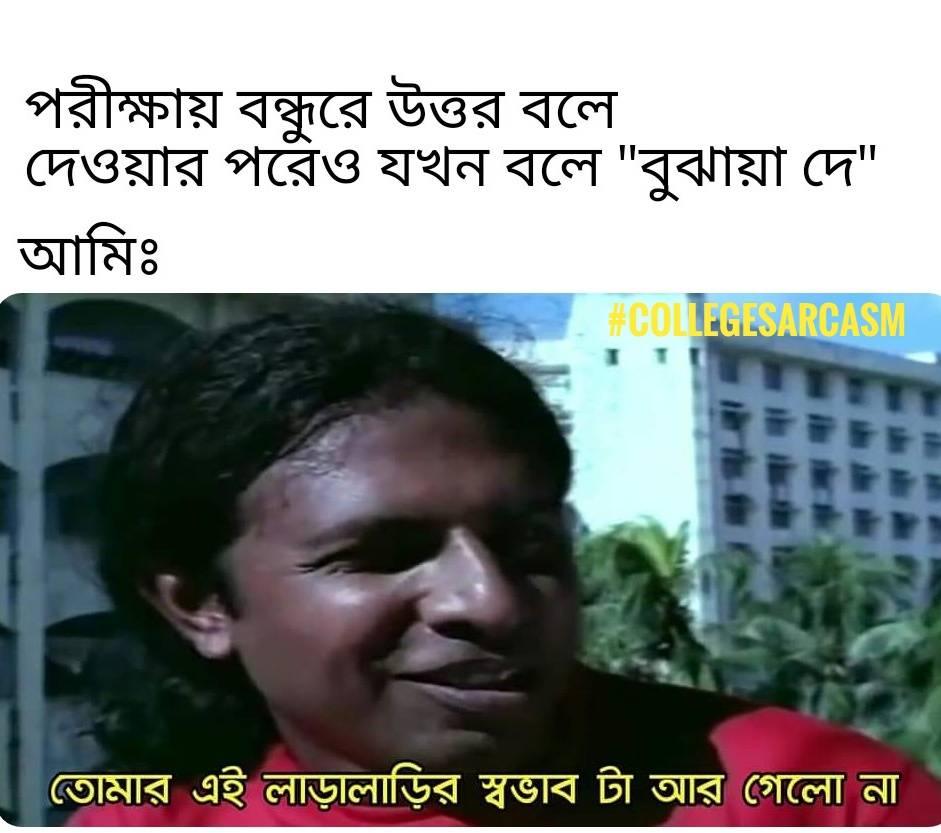 পরীক্ষায় বন্ধুরে উত্তর বলে
দেওয়ার পরেও যখন বলে "বুঝায়া দে"
আমিঃ
#COLLEGESARCASM
তোমার এই লাড়ালাড়ির স্বভাব টা আর গেলো না